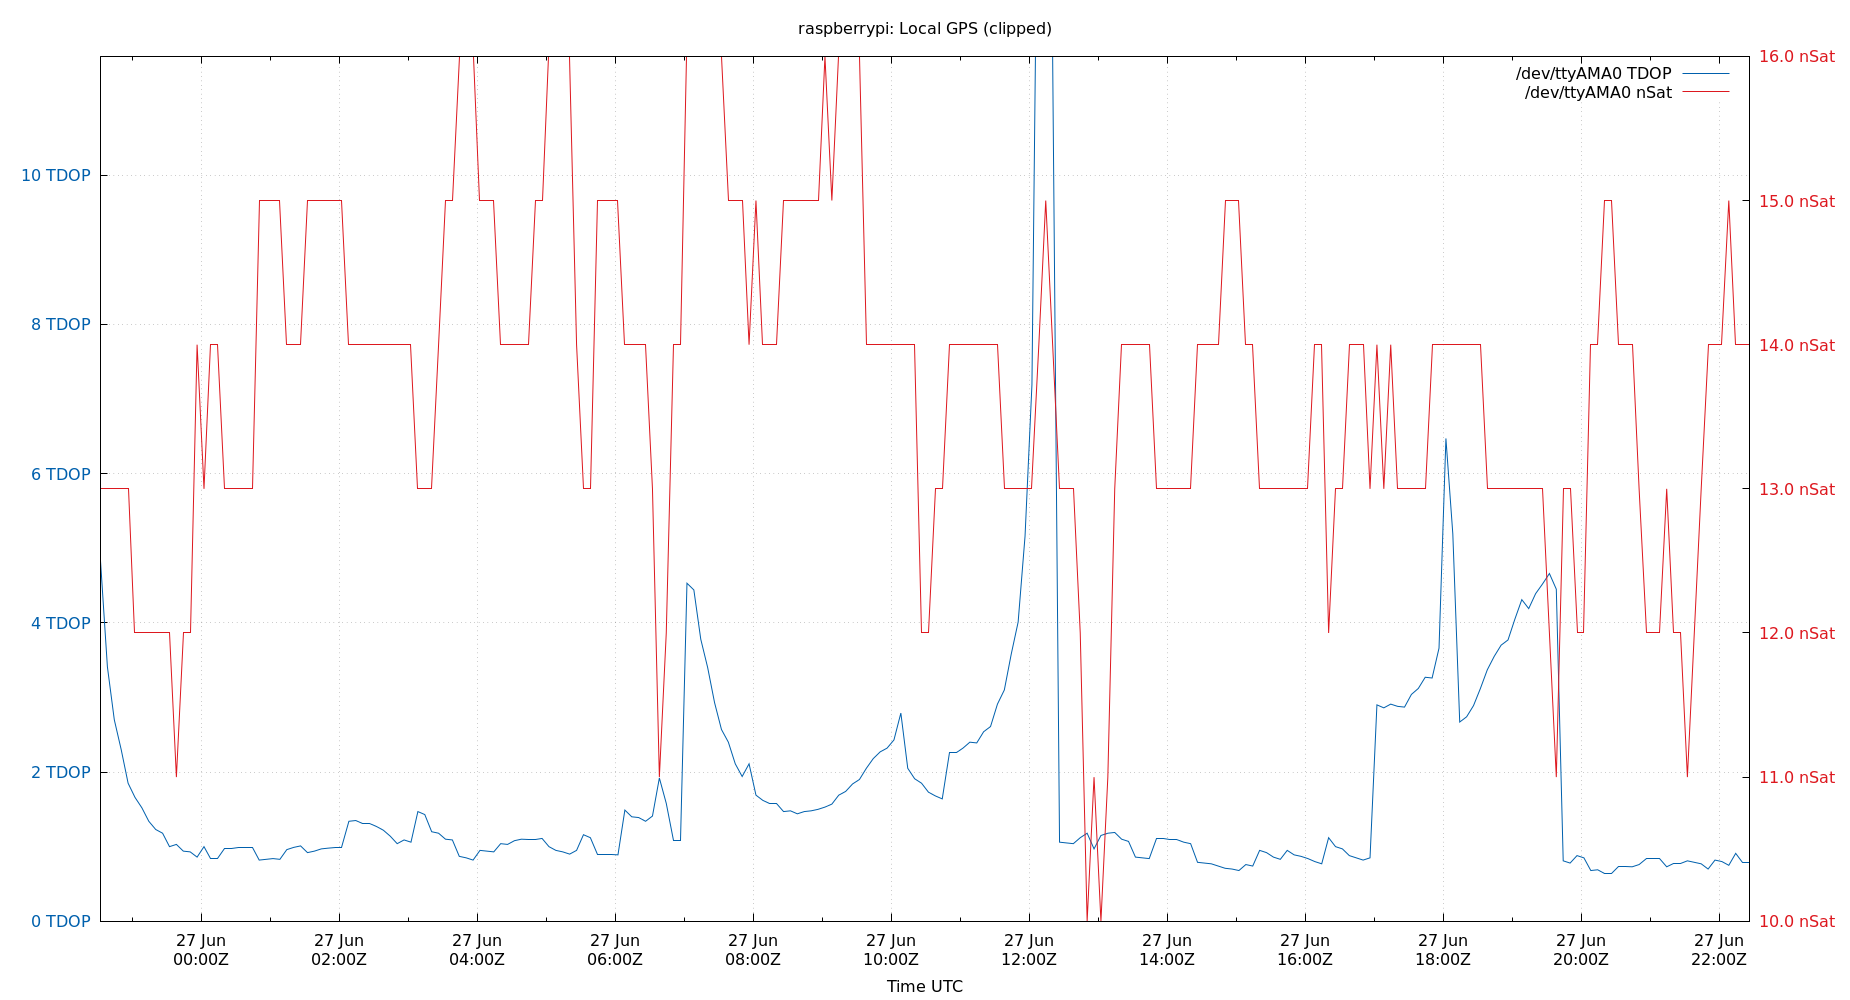 raspberrypi: Local GPS (clipped)
/dev/ttyAMA0 TDOP
/dev/ttyAMA0 nSat
10 TDOP
8 TDOP
6 TDOP
4 TDOP
2 TDOP
0 TDOP
16.0 nSat
15.0 nSat
14.0 nSat
13.0 nSat
12.0 nSat
11.0 nSat
10.0 nSat
27 Jun
00:00Z
27 Jun
02:00Z
27 Jun
04:00Z
27 Jun
06:00Z
27 Jun
08:00Z
27 Jun
10:00Z
27 Jun
12:00Z
27 Jun
14:00Z
27 Jun
16:00Z
27 Jun
18:00Z
27 Jun
20:00Z
27 Jun
22:00Z
Time UTC